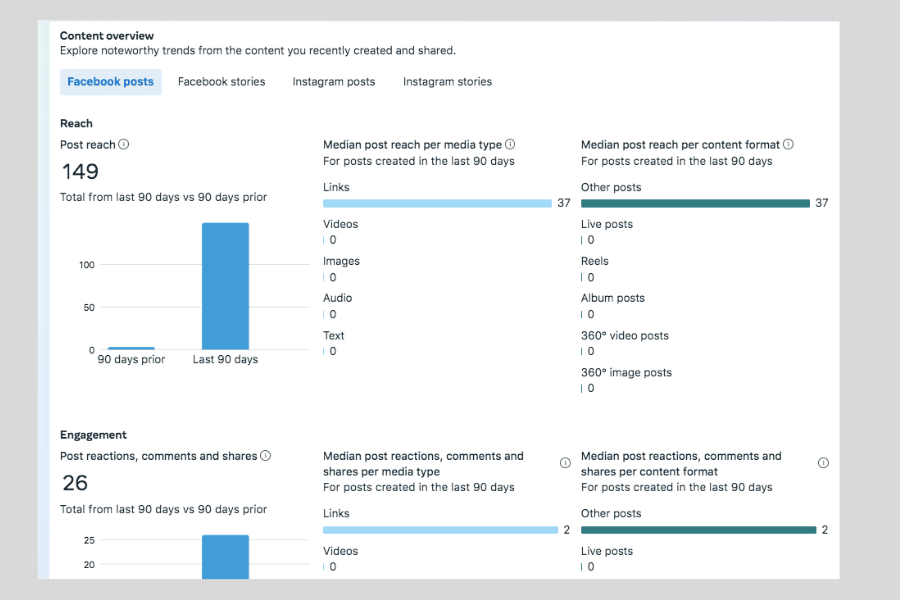 Content overview
Explore noteworthy trends from the content you recently created and shared.
Facebook posts
Facebook stories
Instagram posts
Instagram stories
Reach
Post reach
149
Total from last 90 days vs 90 days prior
100
50
0
90 days prior
Last 90 days
Median post reach per media type
For posts created in the last 90 days
Links
37
Videos
0
Images
0
Audio
0
Text
0
Median post reach per content format
For posts created in the last 90 days
Other posts
37
Live posts
0
Reels
0
Album posts
0
360° video posts
0
360° image posts
0
Engagement
Post reactions, comments and shares
26
Total from last 90 days vs 90 days prior
25
20
Median post reactions, comments and
shares per media type
For posts created in the last 90 days
Links
2
Videos
0
Median post reactions, comments and
shares per content format
For posts created in the last 90 days
Other posts
2
Live posts
0